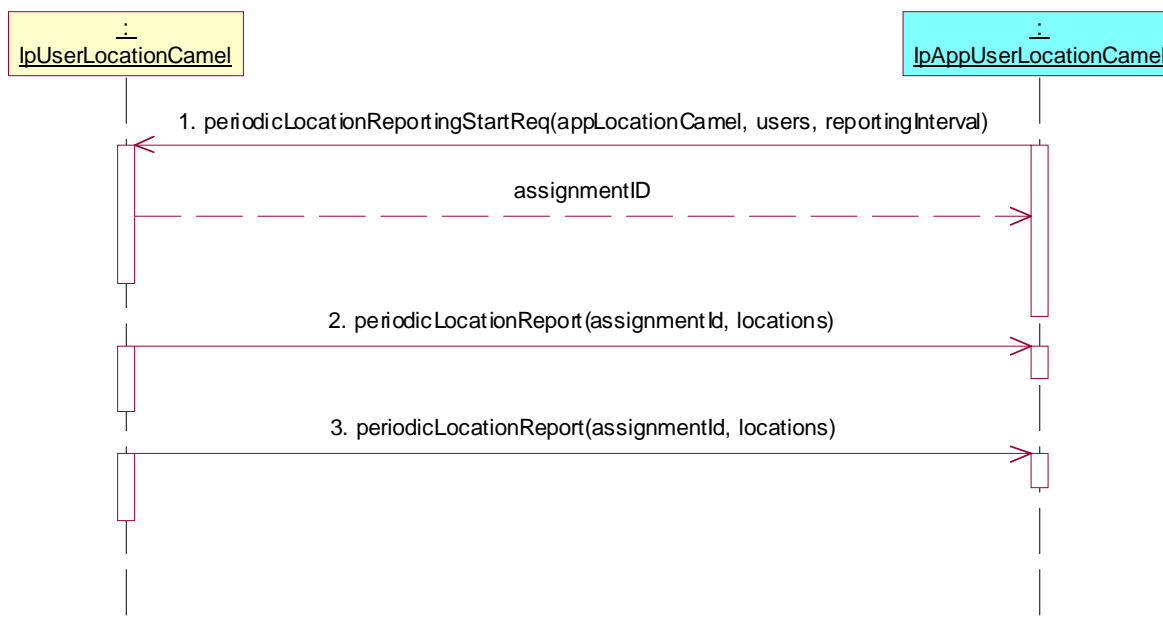 :
IpUserLocationCamel
:
IpAppUserLocationCamel
1. periodicLocationReportingStartReq(appLocationCamel, users, reportingInterval)
assignmentID
2. periodicLocationReport(assignmentId, locations)
3. periodicLocationReport(assignmentId, locations)